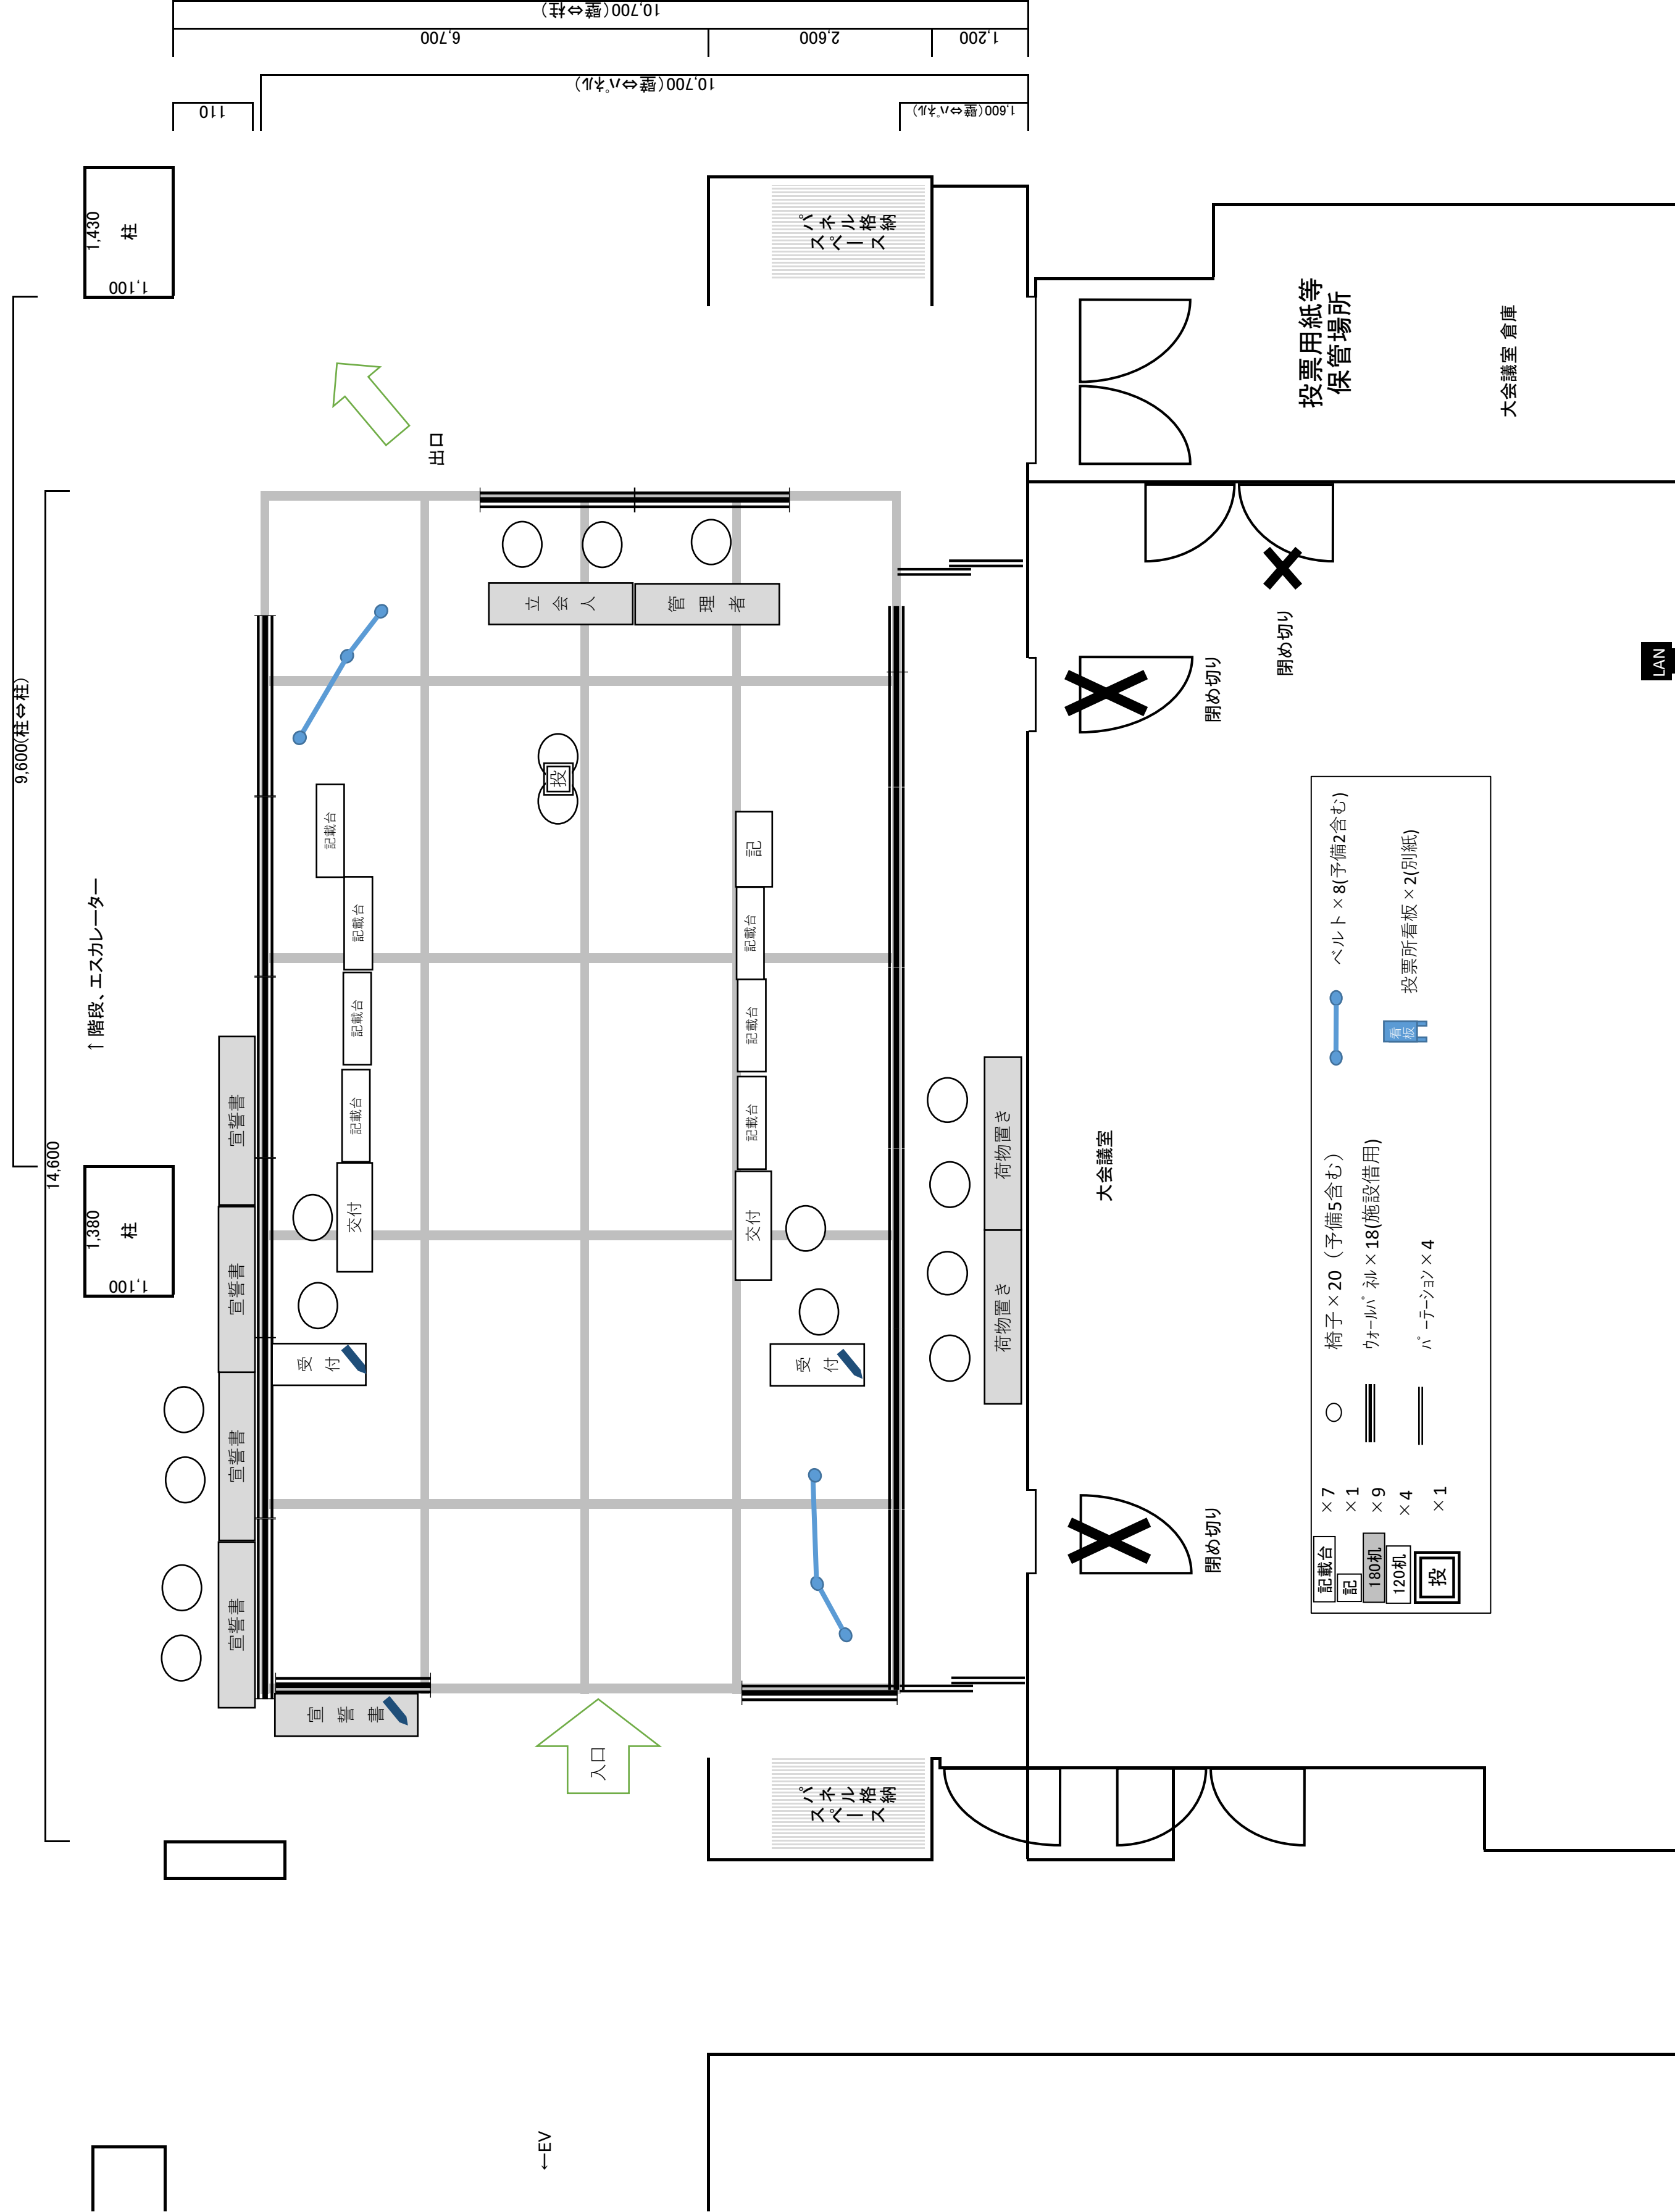 10,700(壁⇔柱)
6,700
2,600
1,200
10,700(壁⇔パネル)
110
1,600(壁⇔パネル)
1,430
柱
1,100
パネル格納
スペース
投票用紙等
保管場所
大会議室 倉庫
出口
9,600(柱⇔柱)
14,600
立会人
管理者
閉め切り
閉め切り
LAN
投
記載台
記載台
記載台
記載台
記
記載台
記載台
記載台
↑階段、エスカレーター
1,380
柱
1,100
宣誓書
宣誓書
宣誓書
宣誓書
交付
交付
受付
受付
荷物置き
荷物置き
大会議室
閉め切り
宣誓書
入口
パネル格納
スペース
←EV
記載台 ×7
記 ×1
180机 ×9
120机 ×4
投 ×1
椅子×20(予備5含む)
ウォールパネル×18(施設借用)
パーテーション×4
ベルト×8(予備2含む)
看板
投票所看板×2(別紙)